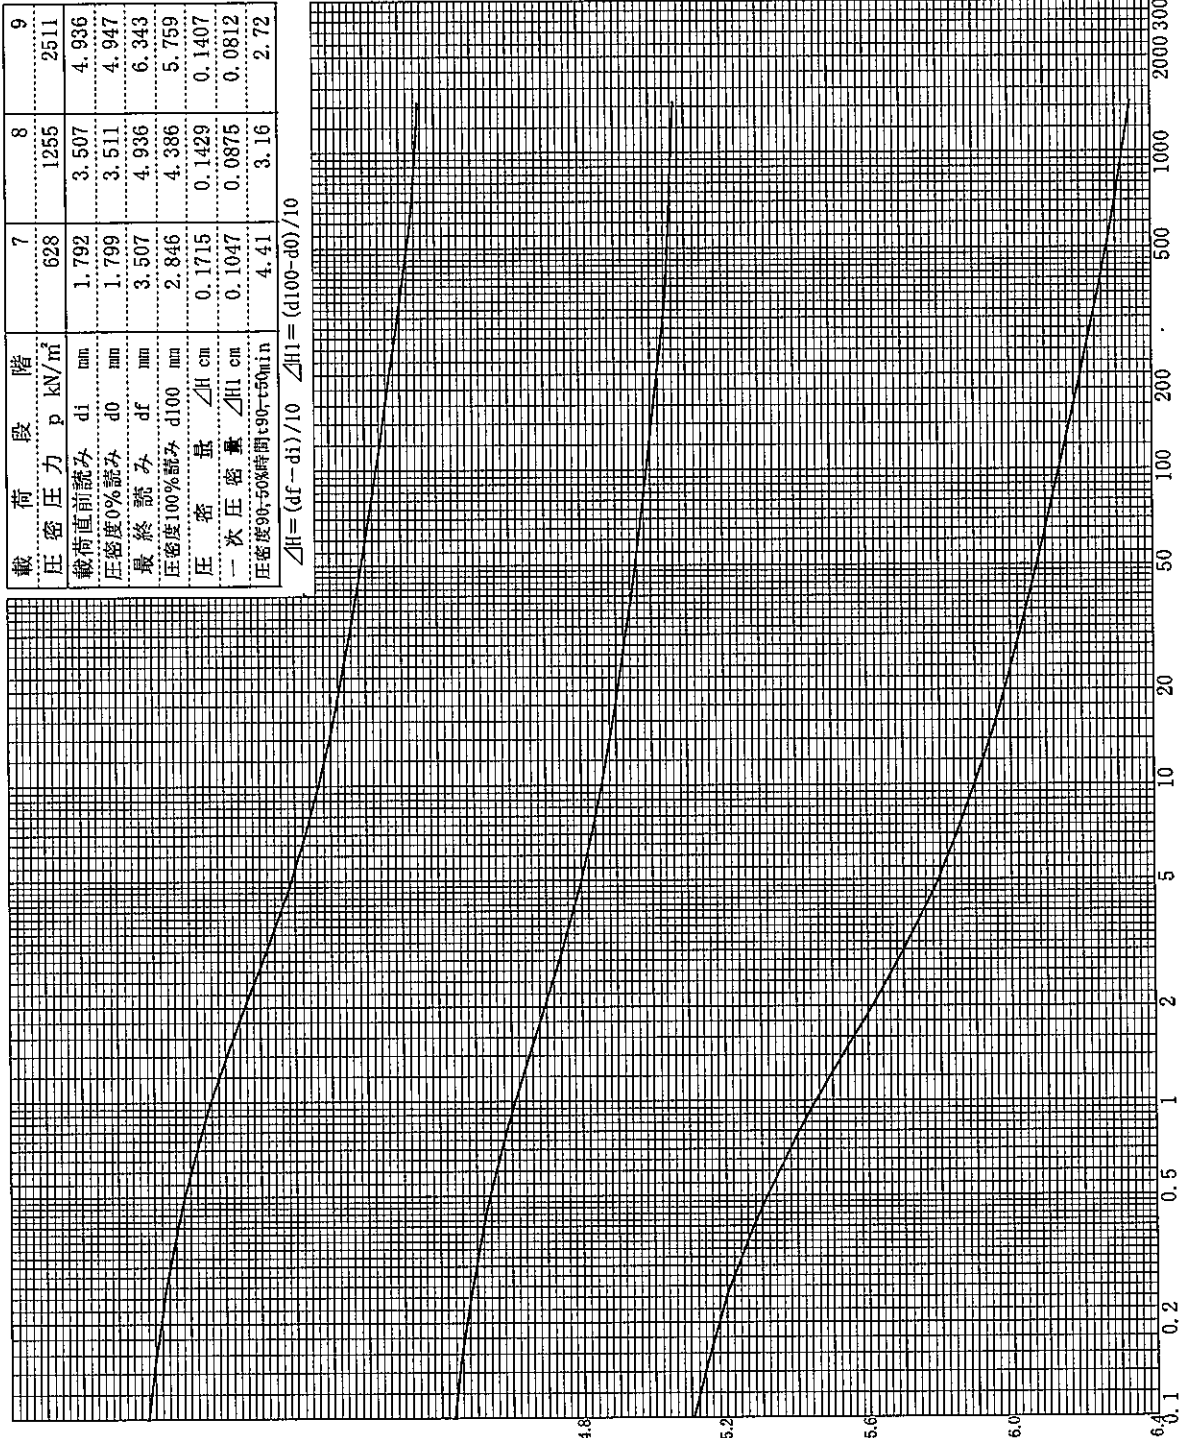 載荷段階 7 8 9
圧密圧力 p kN/㎡ 628 1255 2511
載荷直前読み di mm 1.792 3.507 4.936
圧密度0%読み d0 mm 1.799 3.511 4.947
最終読み df mm 3.507 4.936 6.343
圧密度100%読み d100 mm 2.846 4.386 5.759
圧密量 ⊿H cm 0.1715 0.1429 0.1407
一次圧密量 ⊿H1 cm 0.1047 0.0875 0.0812
圧密度90,50%時間t90,t50min 4.41 3.16 2.72
⊿H=(df-di)/10 ⊿H1=(d100-d0)/10
4.8
5.2
5.6
6.0
6.4
0.1 0.2 0.5 1 2 5 10 20 50 100 200 500 1000 2000 300